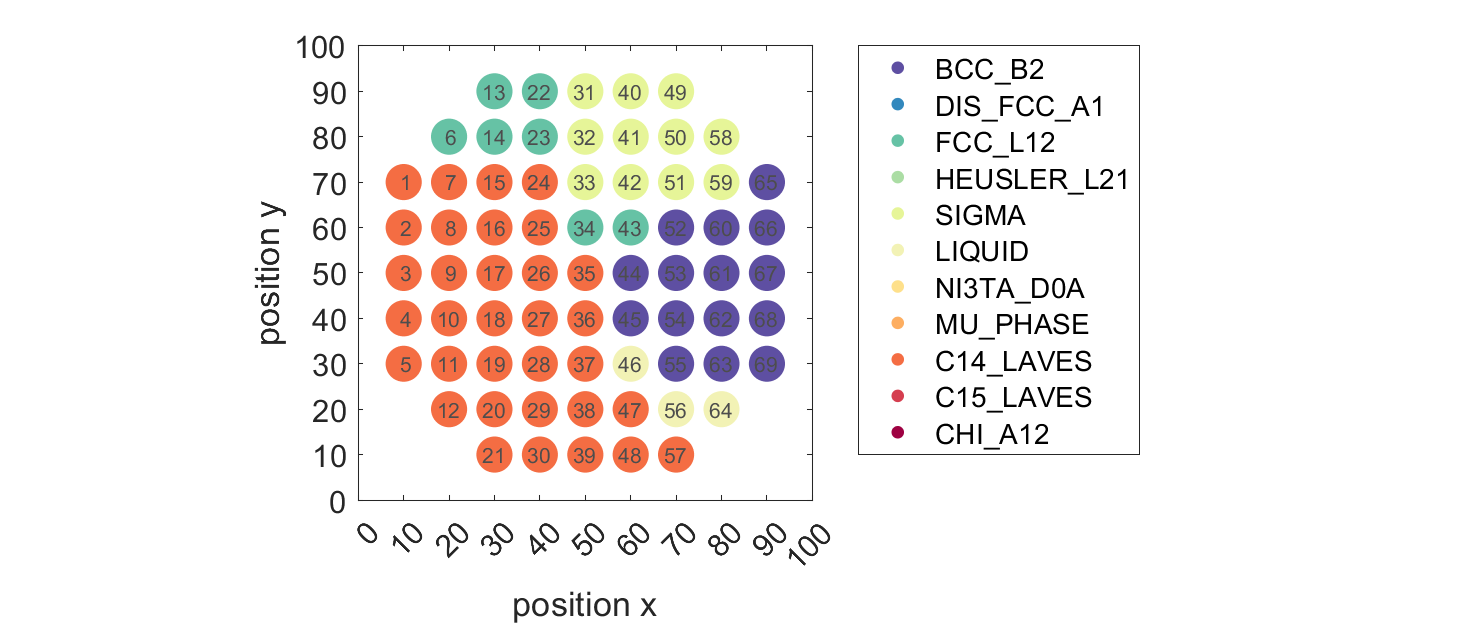 100
90
80
70
60
50
40
30
20
10
0
position y
13 22 31 40 49
6 14 23 32 41 50 58
1 7 15 24 33 42 51 59 65
2 8 16 25 34 43 52 60 66
3 9 17 26 35 44 53 61 67
4 10 18 27 36 45 54 62 68
5 11 19 28 37 46 55 63 69
12 20 29 38 47 56 64
21 30 39 48 57
0 10 20 30 40 50 60 70 80 90 100
position x
BCC_B2
DIS_FCC_A1
FCC_L12
HEUSLER_L21
SIGMA
LIQUID
NI3TA_D0A
MU_PHASE
C14_LAVES
C15_LAVES
CHI_A12